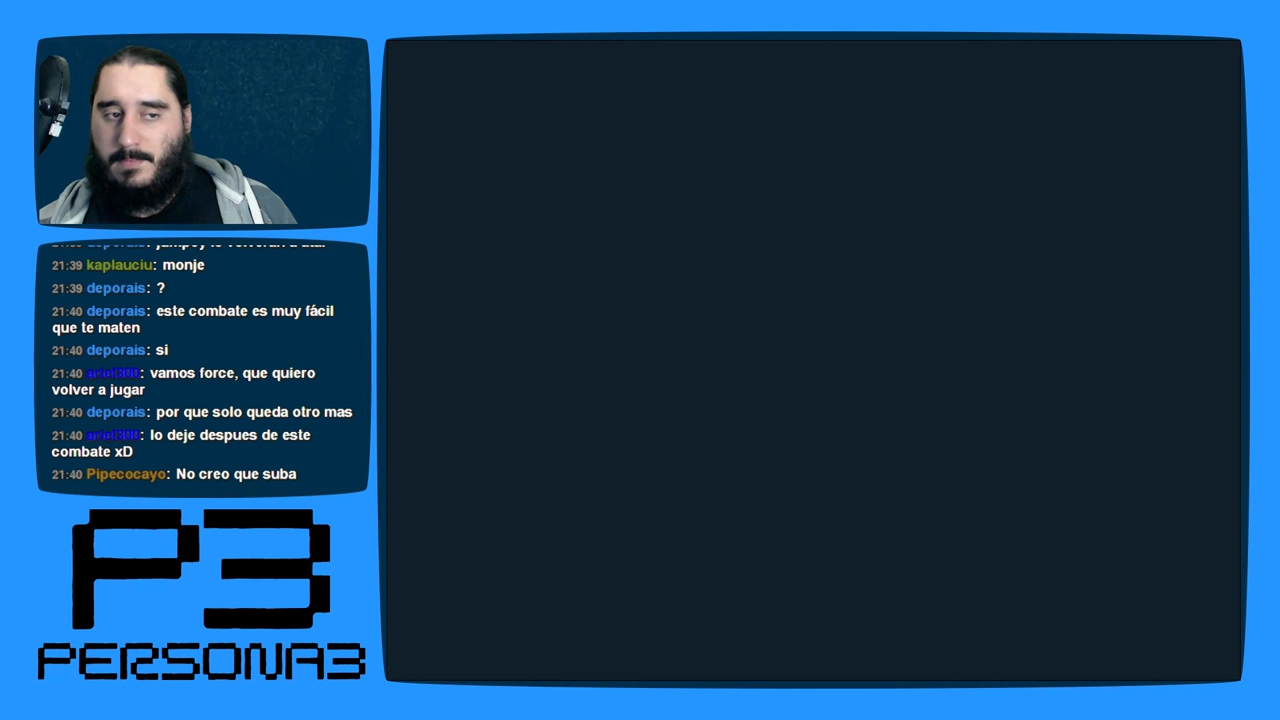 21:39 kaplauciu: monje
21:39 deporais: ?
21:40 deporais: este combate es muy fácil
que te maten
21:40 deporais: si
21:40 : vamos force, que quiero
volver a jugar
21:40 deporais: por que solo queda otro mas
21:40 : lo deje despues de este
combate xD
21:40 Pipecocayo: No creo que suba
P3
PERSONA3